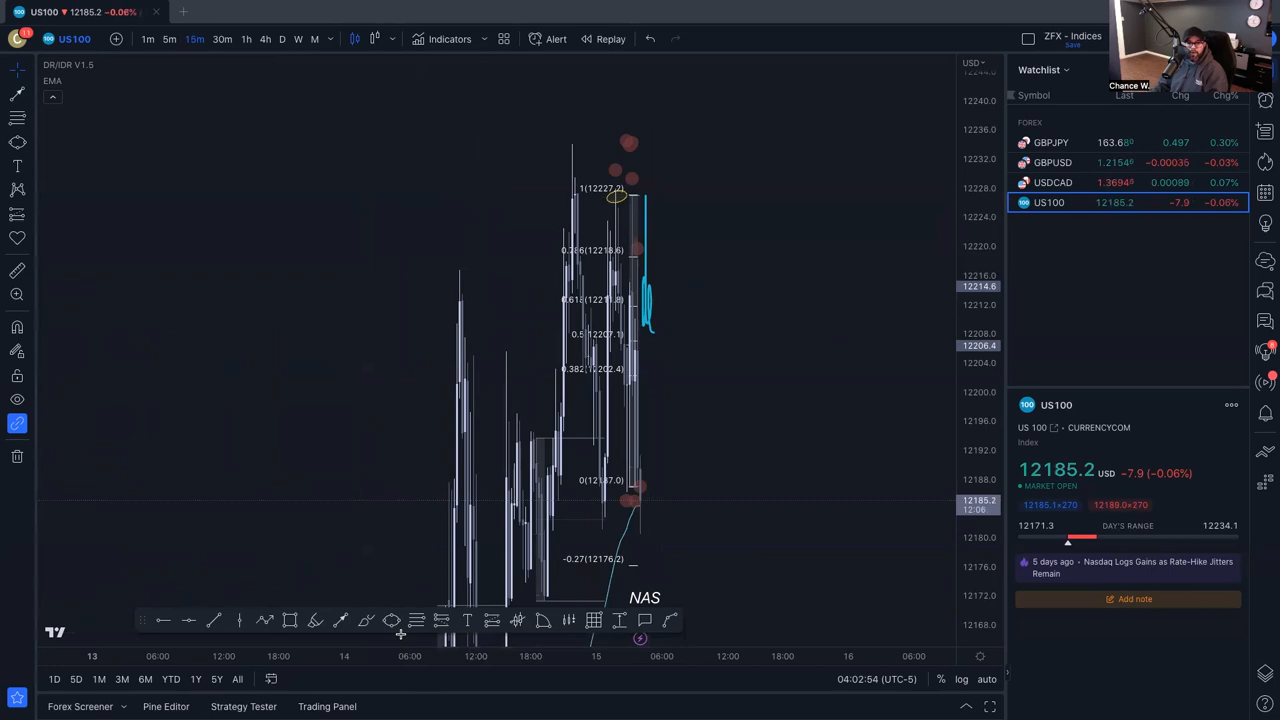 US100 ▼ 12185.2 −0.06%
C 11 US100 1m 5m 15m 30m 1h 4h D W M Indicators Alert Replay
ZFX - Indices
Save
Chance W.
DR/IDR V1.5
EMA
1(12227.2)
0.786(12218.6)
0.618(12211.8)
0.5(12207.1)
0.382(12202.4)
0(12187.0)
-0.27(12176.2)
NAS
USD
12244.0
12240.0
12236.0
12232.0
12228.0
12224.0
12220.0
12216.0
12214.6
12212.0
12208.0
12206.4
12204.0
12200.0
12196.0
12192.0
12188.0
12185.2
12:06
12180.0
12176.0
12172.0
12168.0
13 06:00 12:00 18:00 14 06:00 12:00 18:00 15 06:00 12:00 18:00 16 06:00
1D 5D 1M 3M 6M YTD 1Y 5Y All
04:02:54 (UTC-5) % log auto
Forex Screener Pine Editor Strategy Tester Trading Panel
Watchlist
Symbol Last Chg Chg%
FOREX
GBPJPY 163.680 0.497 0.30%
GBPUSD 1.21546 −0.00035 −0.03%
USDCAD 1.36946 0.00089 0.07%
US100 12185.2 −7.9 −0.06%
100 US100
US 100 • CURRENCYCOM
Index
12185.2 USD −7.9 (−0.06%)
MARKET OPEN
12185.1×270 12189.0×270
12171.3 DAY'S RANGE 12234.1
5 days ago • Nasdaq Logs Gains as Rate-Hike Jitters
Remain
Add note